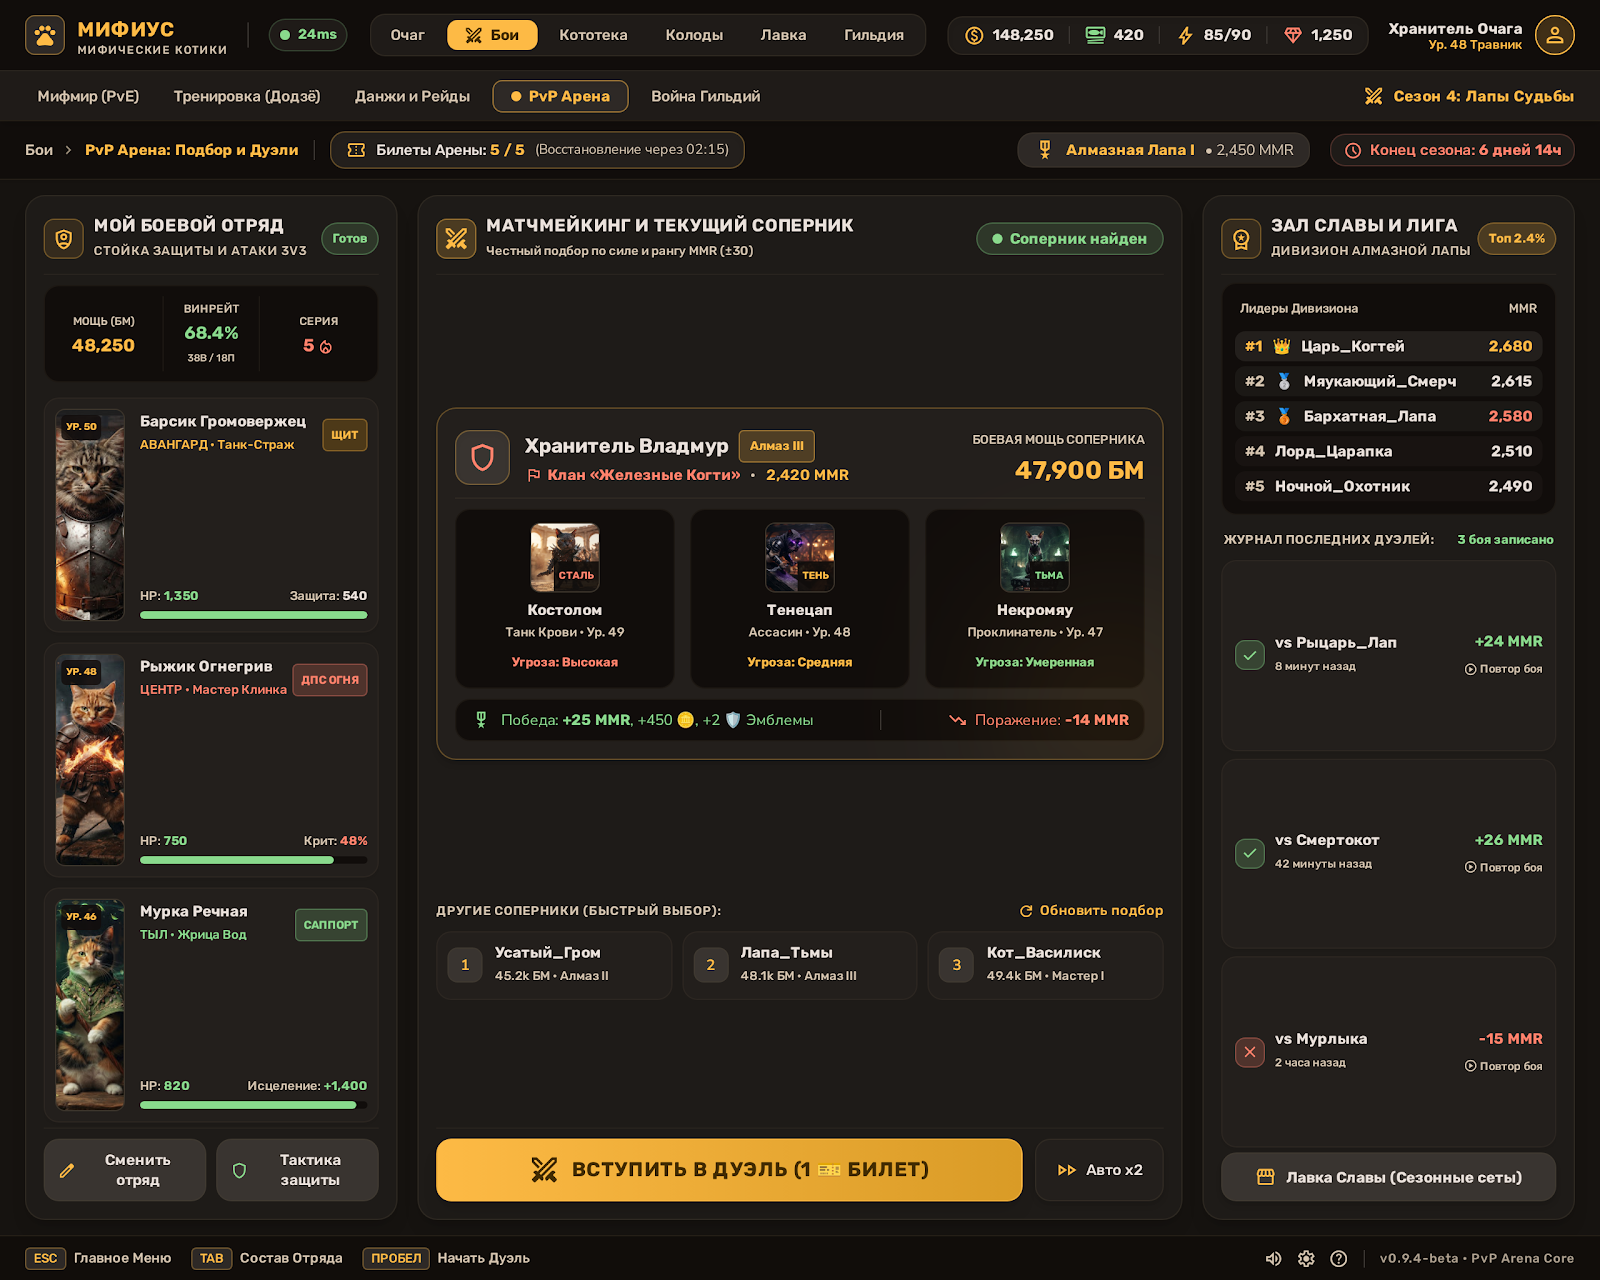 МИФИУС
МИФИЧЕСКИЕ КОТИКИ
24ms
Очаг
Бои
Кототека
Колоды
Лавка
Гильдия
148,250
420
85/90
1,250
Хранитель Очага
Ур. 48 Травник
Мифмир (PvE)
Тренировка (Додзё)
Данжи и Рейды
PvP Арена
Война Гильдий
Сезон 4: Лапы Судьбы
Бои
PvP Арена: Подбор и Дуэли
Билеты Арены: 5 / 5 (Восстановление через 02:15)
Алмазная Лапа I • 2,450 MMR
Конец сезона: 6 дней 14ч
МОЙ БОЕВОЙ ОТРЯД
СТОЙКА ЗАЩИТЫ И АТАКИ 3V3
Готов
МОЩЬ (БМ)
48,250
ВИНРЕЙТ
68.4%
38В / 18П
СЕРИЯ
5
УР. 50
Барсик Громовержец
АВАНГАРД • Танк-Страж
ЩИТ
HP: 1,350
Защита: 540
УР. 48
Рыжик Огнегрив
ЦЕНТР • Мастер Клинка
ДПС ОГНЯ
HP: 750
Крит: 48%
УР. 46
Мурка Речная
ТЫЛ • Жрица Вод
САППОРТ
HP: 820
Исцеление: +1,400
Сменить отряд
Тактика защиты
МАТЧМЕЙКИНГ И ТЕКУЩИЙ СОПЕРНИК
Честный подбор по силе и рангу MMR (±30)
Соперник найден
Хранитель Владмур
Алмаз III
Клан «Железные Когти» • 2,420 MMR
БОЕВАЯ МОЩЬ СОПЕРНИКА
47,900 БМ
СТАЛЬ
Костолом
Танк Крови • Ур. 49
Угроза: Высокая
ТЕНЬ
Тенецап
Ассасин • Ур. 48
Угроза: Средняя
ТЬМА
Некромяу
Проклинатель • Ур. 47
Угроза: Умеренная
Победа: +25 MMR, +450 🪙, +2 🛡️ Эмблемы
Поражение: -14 MMR
ДРУГИЕ СОПЕРНИКИ (БЫСТРЫЙ ВЫБОР):
Обновить подбор
1
Усатый_Гром
45.2k БМ • Алмаз II
2
Лапа_Тьмы
48.1k БМ • Алмаз III
3
Кот_Василиск
49.4k БМ • Мастер I
ВСТУПИТЬ В ДУЭЛЬ (1 🎫 БИЛЕТ)
Авто x2
ЗАЛ СЛАВЫ И ЛИГА
ДИВИЗИОН АЛМАЗНОЙ ЛАПЫ
Топ 2.4%
Лидеры Дивизиона
MMR
#1 👑 Царь_Когтей 2,680
#2 🥈 Мяукающий_Смерч 2,615
#3 🥉 Бархатная_Лапа 2,580
#4 Лорд_Царапка 2,510
#5 Ночной_Охотник 2,490
ЖУРНАЛ ПОСЛЕДНИХ ДУЭЛЕЙ:
3 боя записано
vs Рыцарь_Лап
8 минут назад
+24 MMR
Повтор боя
vs Смертокот
42 минуты назад
+26 MMR
Повтор боя
vs Мурлыка
2 часа назад
-15 MMR
Повтор боя
Лавка Славы (Сезонные сеты)
ESC Главное Меню
TAB Состав Отряда
ПРОБЕЛ Начать Дуэль
v0.9.4-beta • PvP Arena Core